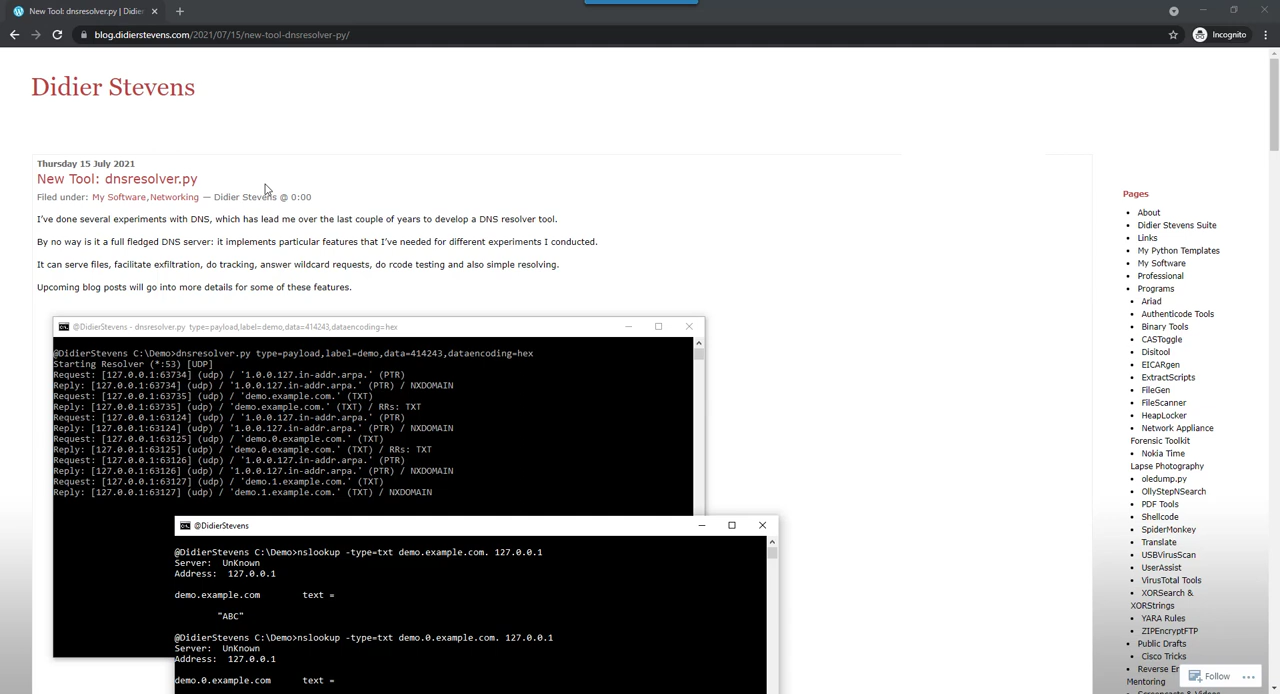 New Tool: dnsresolver.py | Didier
blog.didierstevens.com/2021/07/15/new-tool-dnsresolver-py/
Incognito
Didier Stevens
Thursday 15 July 2021
New Tool: dnsresolver.py
Filed under: My Software,Networking — Didier Stevens @ 0:00
I've done several experiments with DNS, which has lead me over the last couple of years to develop a DNS resolver tool.
By no way is it a full fledged DNS server: it implements particular features that I've needed for different experiments I conducted.
It can serve files, facilitate exfiltration, do tracking, answer wildcard requests, do rcode testing and also simple resolving.
Upcoming blog posts will go into more details for some of these features.
@DidierStevens - dnsresolver.py type=payload,label=demo,data=414243,dataencoding=hex
@DidierStevens C:\Demo>dnsresolver.py type=payload,label=demo,data=414243,dataencoding=hex
Starting Resolver (*:53) [UDP]
Request: [127.0.0.1:63734] (udp) / '1.0.0.127.in-addr.arpa.' (PTR)
Reply: [127.0.0.1:63734] (udp) / '1.0.0.127.in-addr.arpa.' (PTR) / NXDOMAIN
Request: [127.0.0.1:63735] (udp) / 'demo.example.com.' (TXT)
Reply: [127.0.0.1:63735] (udp) / 'demo.example.com.' (TXT) / RRs: TXT
Request: [127.0.0.1:63124] (udp) / '1.0.0.127.in-addr.arpa.' (PTR)
Reply: [127.0.0.1:63124] (udp) / '1.0.0.127.in-addr.arpa.' (PTR) / NXDOMAIN
Request: [127.0.0.1:63125] (udp) / 'demo.0.example.com.' (TXT)
Reply: [127.0.0.1:63125] (udp) / 'demo.0.example.com.' (TXT) / RRs: TXT
Request: [127.0.0.1:63126] (udp) / '1.0.0.127.in-addr.arpa.' (PTR)
Reply: [127.0.0.1:63126] (udp) / '1.0.0.127.in-addr.arpa.' (PTR) / NXDOMAIN
Request: [127.0.0.1:63127] (udp) / 'demo.1.example.com.' (TXT)
Reply: [127.0.0.1:63127] (udp) / 'demo.1.example.com.' (TXT) / NXDOMAIN
@DidierStevens
@DidierStevens C:\Demo>nslookup -type=txt demo.example.com. 127.0.0.1
Server: UnKnown
Address: 127.0.0.1
demo.example.com text =
"ABC"
@DidierStevens C:\Demo>nslookup -type=txt demo.0.example.com. 127.0.0.1
Server: UnKnown
Address: 127.0.0.1
demo.0.example.com text =
Pages
About
Didier Stevens Suite
Links
My Python Templates
My Software
Professional
Programs
Ariad
Authenticode Tools
Binary Tools
CASToggle
Disitool
EICARgen
ExtractScripts
FileGen
FileScanner
HeapLocker
Network Appliance
Forensic Toolkit
Nokia Time
Lapse Photography
oledump.py
OllyStepNSearch
PDF Tools
Shellcode
SpiderMonkey
Translate
USBVirusScan
UserAssist
VirusTotal Tools
XORSearch &
XORStrings
YARA Rules
ZIPEncryptFTP
Public Drafts
Cisco Tricks
Reverse En
Mentoring
Follow